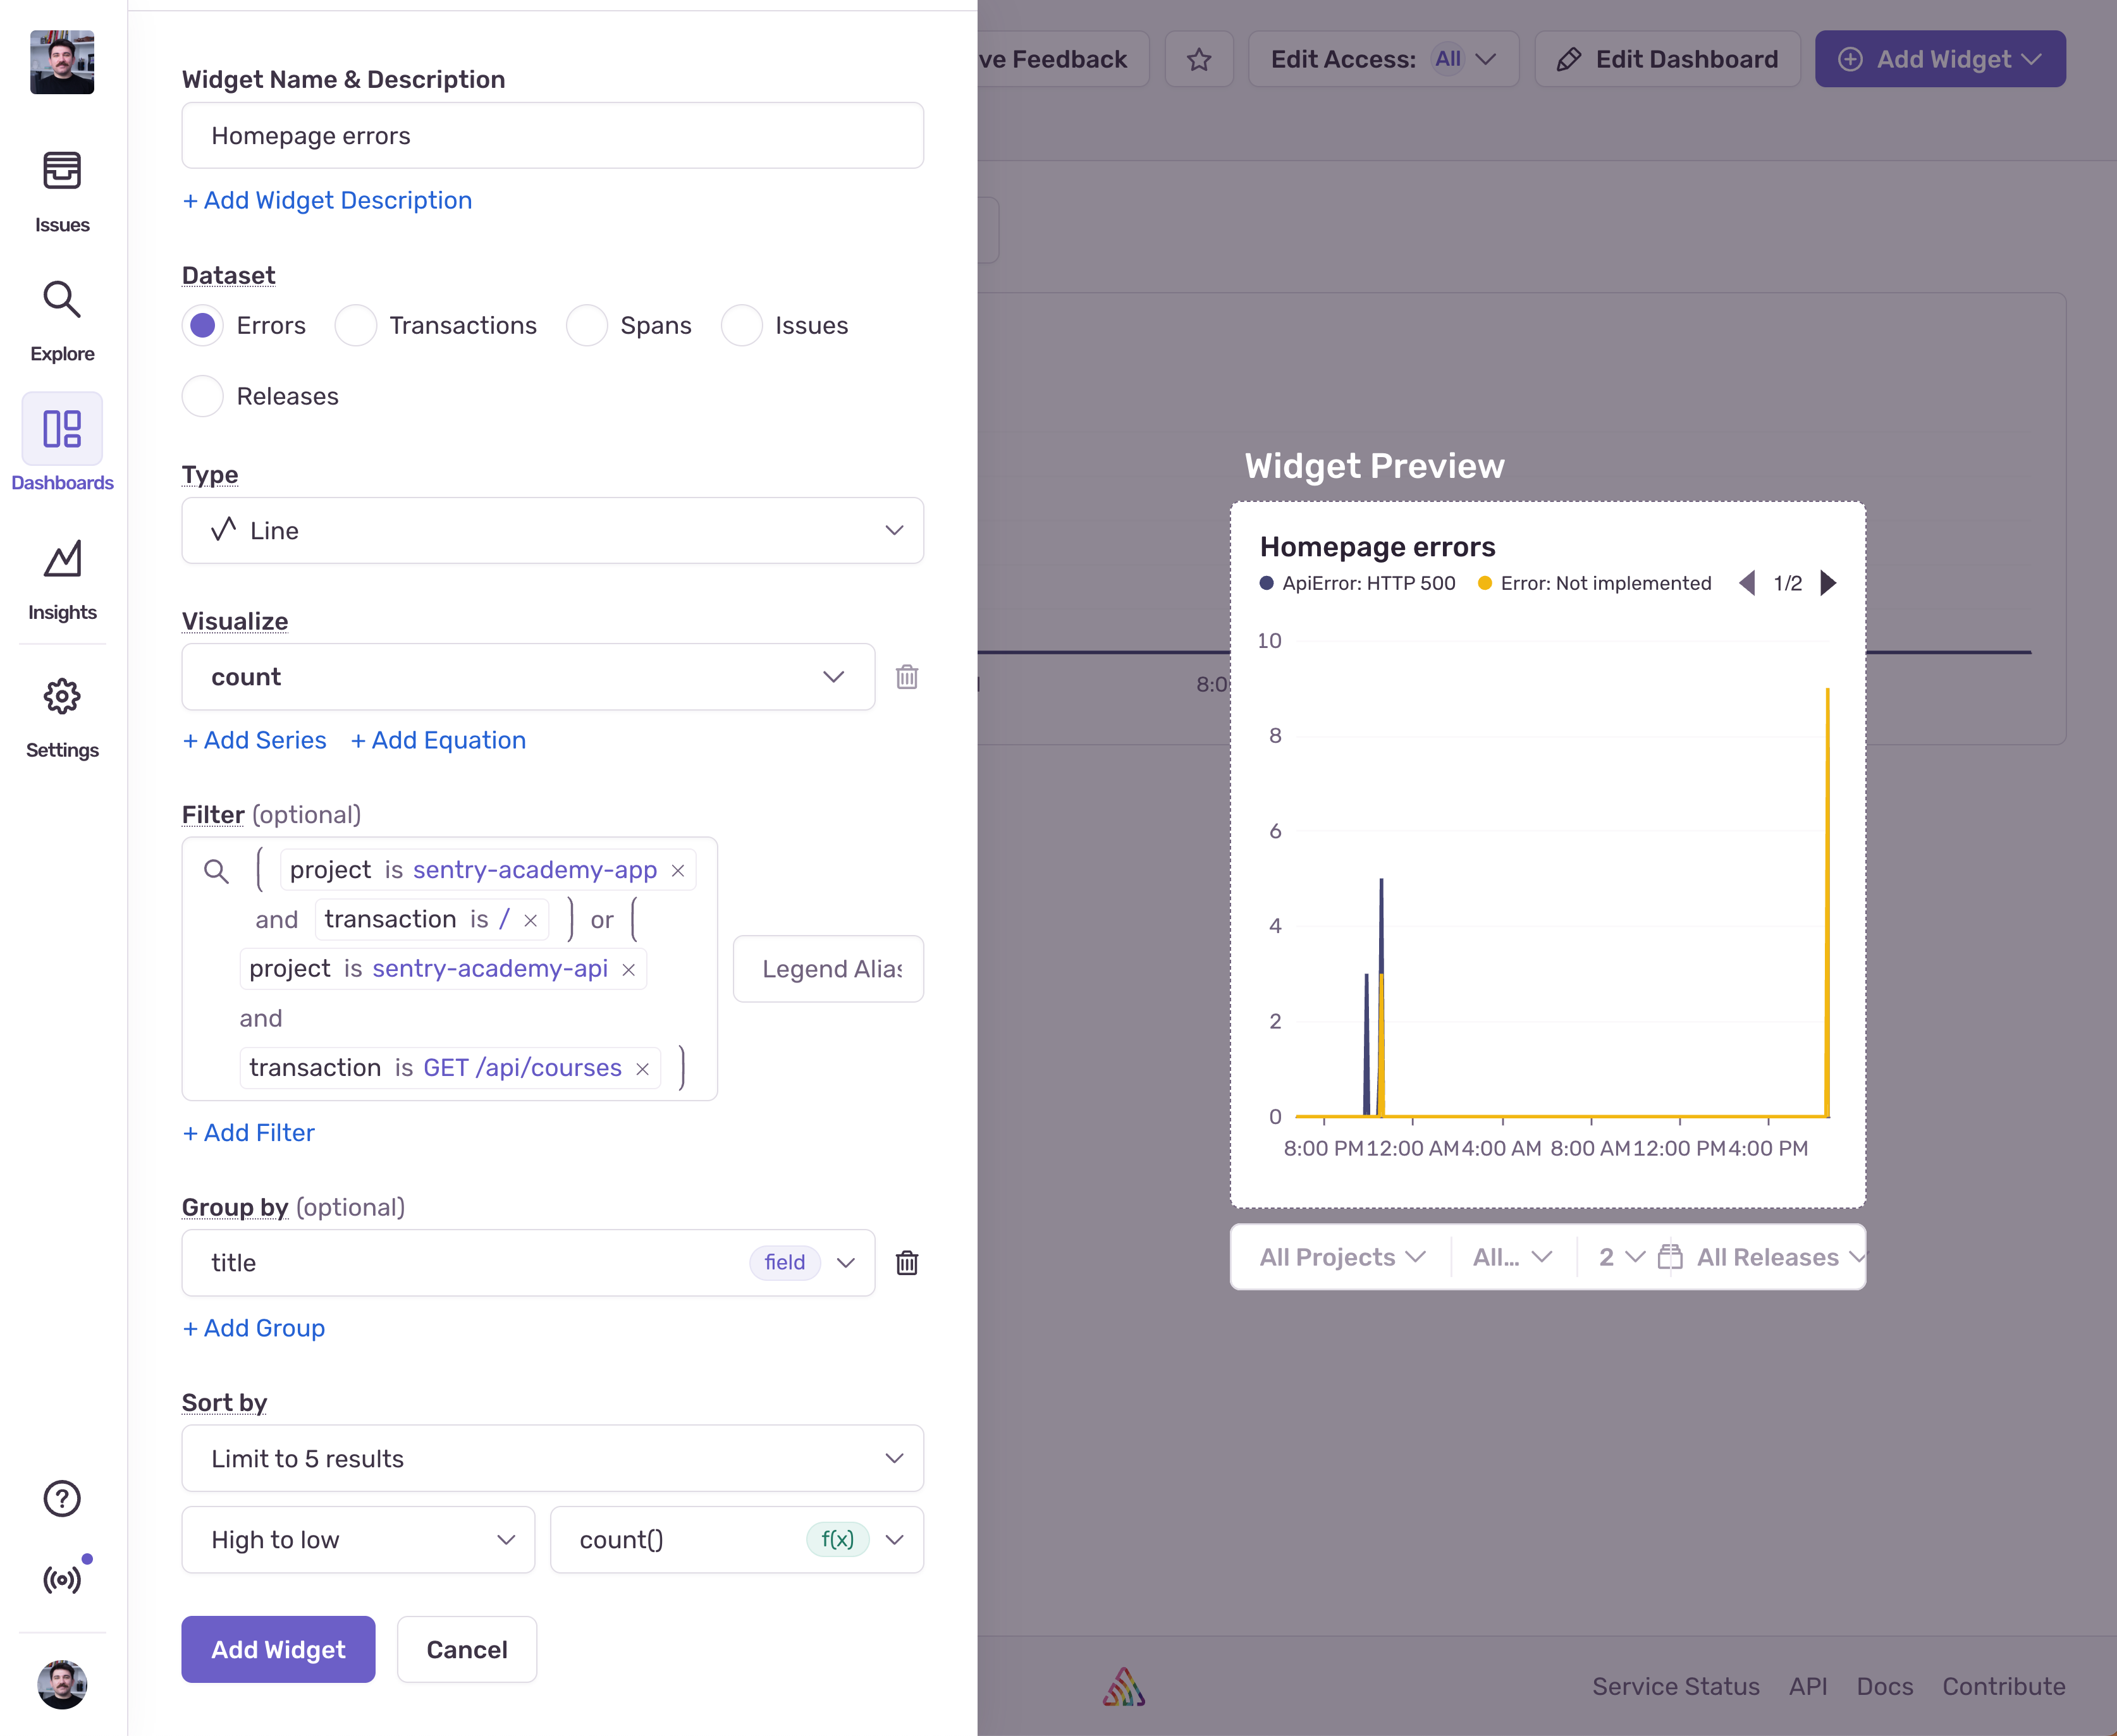 Issues
Explore
Dashboards
Insights
Settings
Widget Name & Description
Homepage errors
+ Add Widget Description
Dataset
Errors Transactions Spans Issues
Releases
Type
Line
Visualize
count
+ Add Series + Add Equation
Filter (optional)
( project is sentry-academy-app ×
and transaction is / × ) or (
project is sentry-academy-api ×
and
transaction is GET /api/courses × )
Legend Alias
+ Add Filter
Group by (optional)
title field
+ Add Group
Sort by
Limit to 5 results
High to low count() f(x)
Add Widget Cancel
ve Feedback Edit Access: All Edit Dashboard Add Widget
8:0
Widget Preview
Homepage errors
ApiError: HTTP 500 Error: Not implemented 1/2
10
8
6
4
2
0
8:00 PM 12:00 AM 4:00 AM 8:00 AM 12:00 PM 4:00 PM
All Projects All... 2 All Releases
Service Status API Docs Contribute